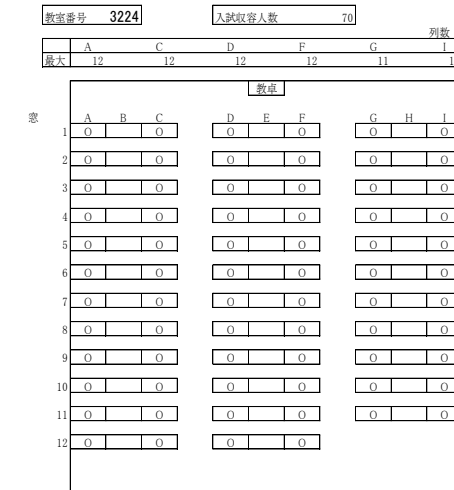 教室番号 3224 入試収容人数 70
列数
A C D F G I
最大 12 12 12 12 11 1
教卓
窓
A B C D E F G H I
1 O O O O O O
2 O O O O O O
3 O O O O O O
4 O O O O O O
5 O O O O O O
6 O O O O O O
7 O O O O O O
8 O O O O O O
9 O O O O O O
10 O O O O O O
11 O O O O O O
12 O O O O